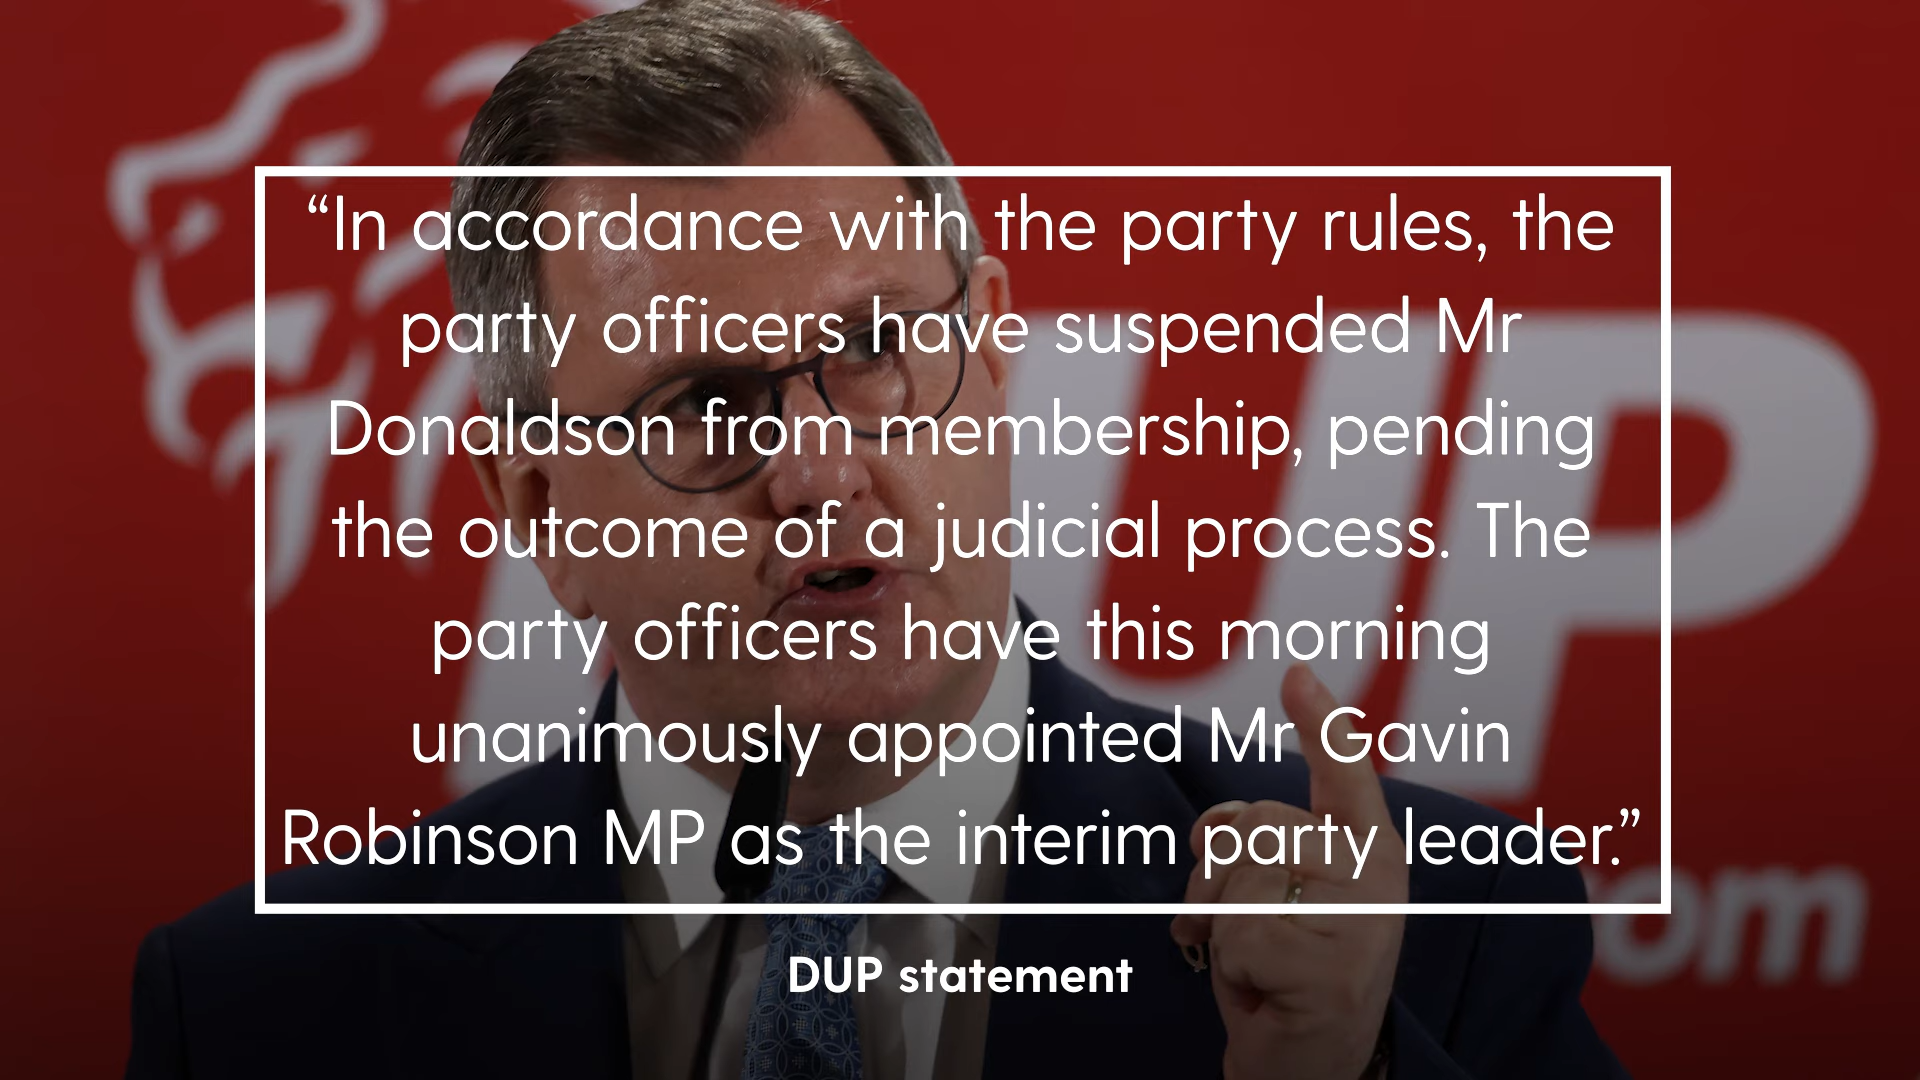 “In accordance with the party rules, the
party officers have suspended Mr
Donaldson from membership, pending
the outcome of a judicial process. The
party officers have this morning
unanimously appointed Mr Gavin
Robinson MP as the interim party leader.”
UP
om
DUP statement